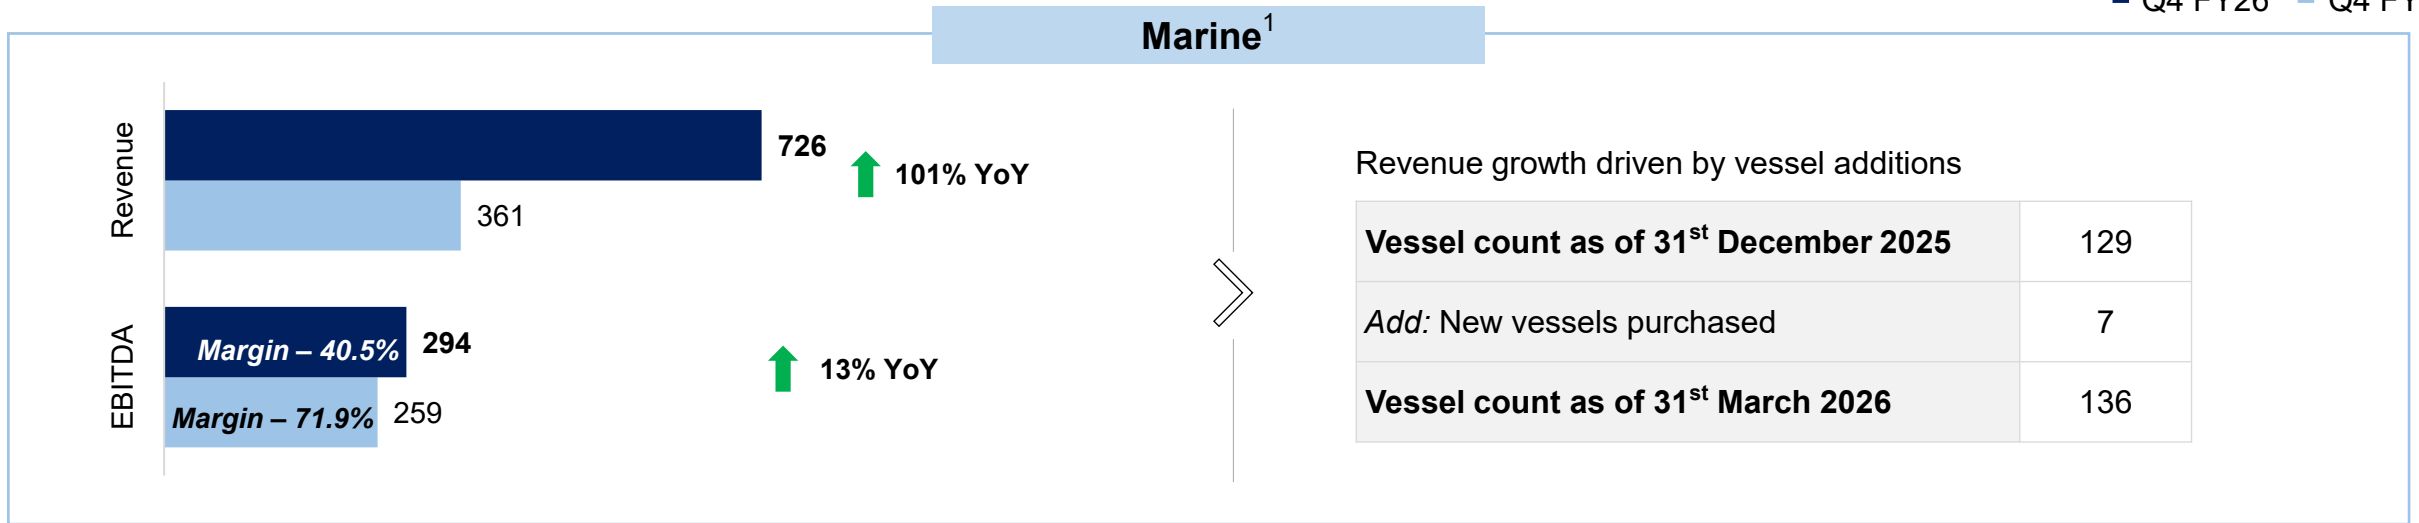 Q4 FY26
Marine1
Revenue
726
101% YoY
361
EBITDA
Margin – 40.5%
294
13% YoY
Margin – 71.9%
259
Revenue growth driven by vessel additions
Vessel count as of 31st December 2025 129
Add: New vessels purchased 7
Vessel count as of 31st March 2026 136